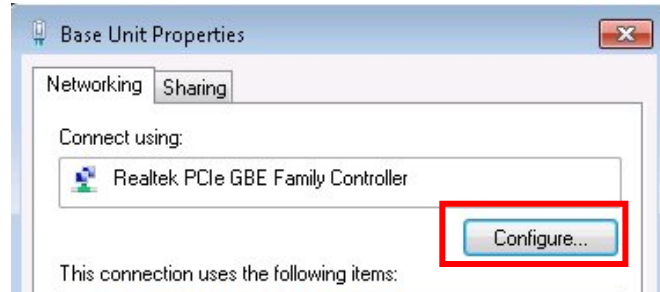 Base Unit Properties
Networking
Sharing
Connect using:
Realtek PCIe GBE Family Controller
Configure...
This connection uses the following items: